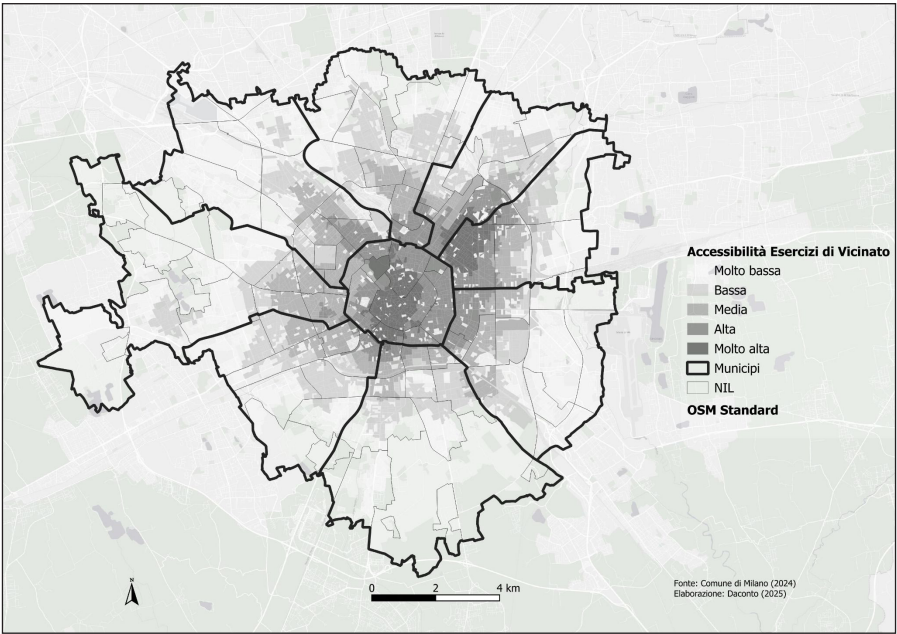 Accessibilità Esercizi di Vicinato
Molto bassa
Bassa
Media
Alta
Molto alta
Municipi
NIL
OSM Standard
N
0 2 4 km
Fonte: Comune di Milano (2024)
Elaborazione: Daconto (2025)